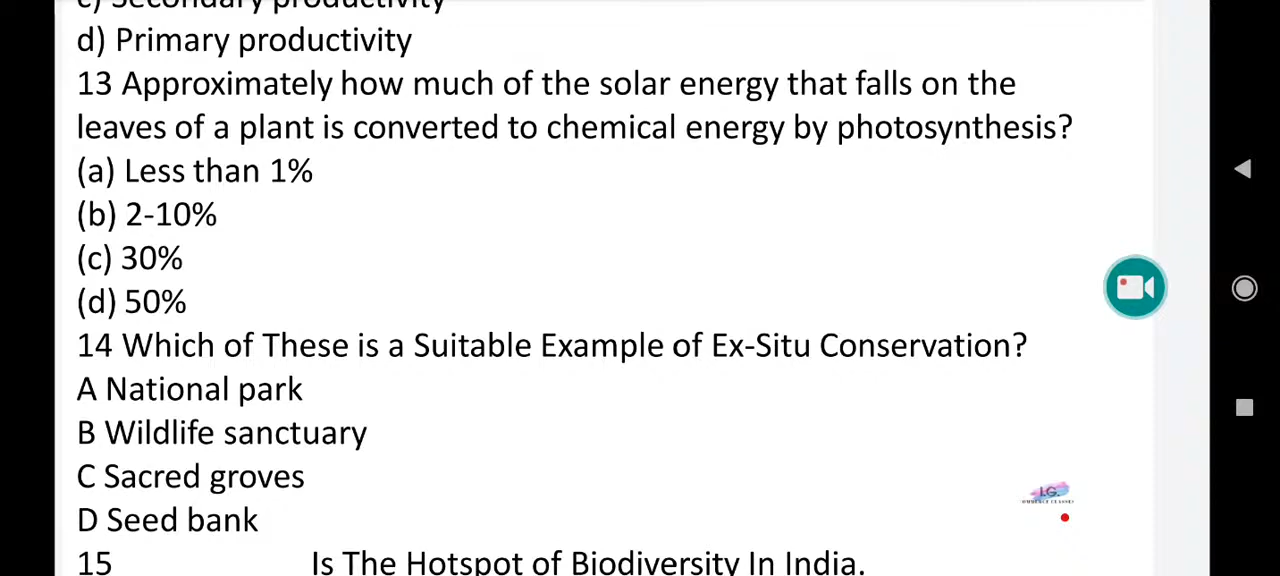 c) Secondary productivity
d) Primary productivity
13 Approximately how much of the solar energy that falls on the
leaves of a plant is converted to chemical energy by photosynthesis?
(a) Less than 1%
(b) 2-10%
(c) 30%
(d) 50%
14 Which of These is a Suitable Example of Ex-Situ Conservation?
A National park
B Wildlife sanctuary
C Sacred groves
I.G.
D Seed bank
15 Is The Hotspot of Biodiversity In India.